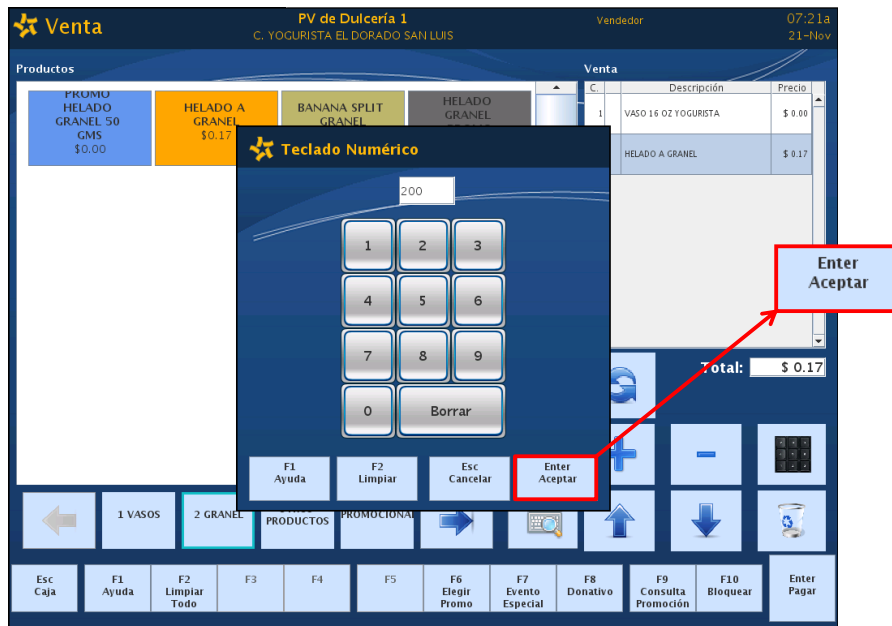 Venta
PV de Dulcería 1
C. YOGURISTA EL DORADO SAN LUIS
Vendedor
07:21a
21-Nov
Productos
PROMO
HELADO
GRANEL 50
GMS
$0.00
HELADO A
GRANEL
$0.17
BANANA SPLIT
GRANEL
HELADO
GRANEL
Venta
C.
Descripción
Precio
1
VASO 16 OZ YOGURISTA
$ 0.00
HELADO A GRANEL
$ 0.17
Teclado Numérico
200
1
2
3
4
5
6
7
8
9
0
Borrar
F1
Ayuda
F2
Limpiar
Esc
Cancelar
Enter
Aceptar
Enter
Aceptar
Total:
$ 0.17
1 VASOS
2 GRANEL
PRODUCTOS
PROMOCIONAL
Esc
Caja
F1
Ayuda
F2
Limpiar
Todo
F3
F4
F5
F6
Elegir
Promo
F7
Evento
Especial
F8
Donativo
F9
Consulta
Promoción
F10
Bloquear
Enter
Pagar